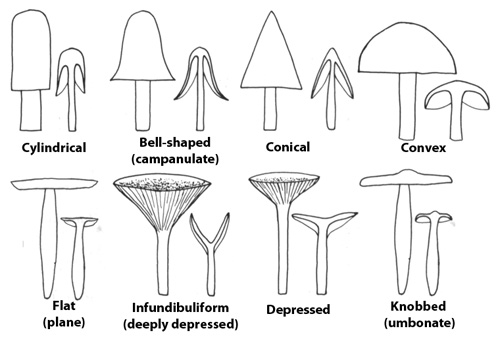 Cylindrical
Bell-shaped
(campanulate)
Conical
Convex
Flat
(plane)
Infundibuliform
(deeply depressed)
Depressed
Knobbed
(umbonate)